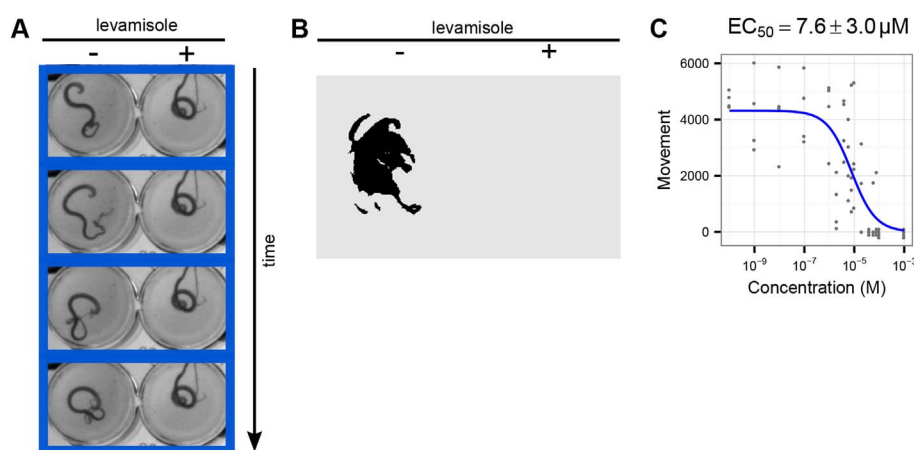 A
levamisole
- +
time
B
levamisole
- +
C
EC50 = 7.6 ± 3.0 µM
Movement
6000
4000
2000
0
10⁻⁹ 10⁻⁷ 10⁻⁵ 10⁻³
Concentration (M)